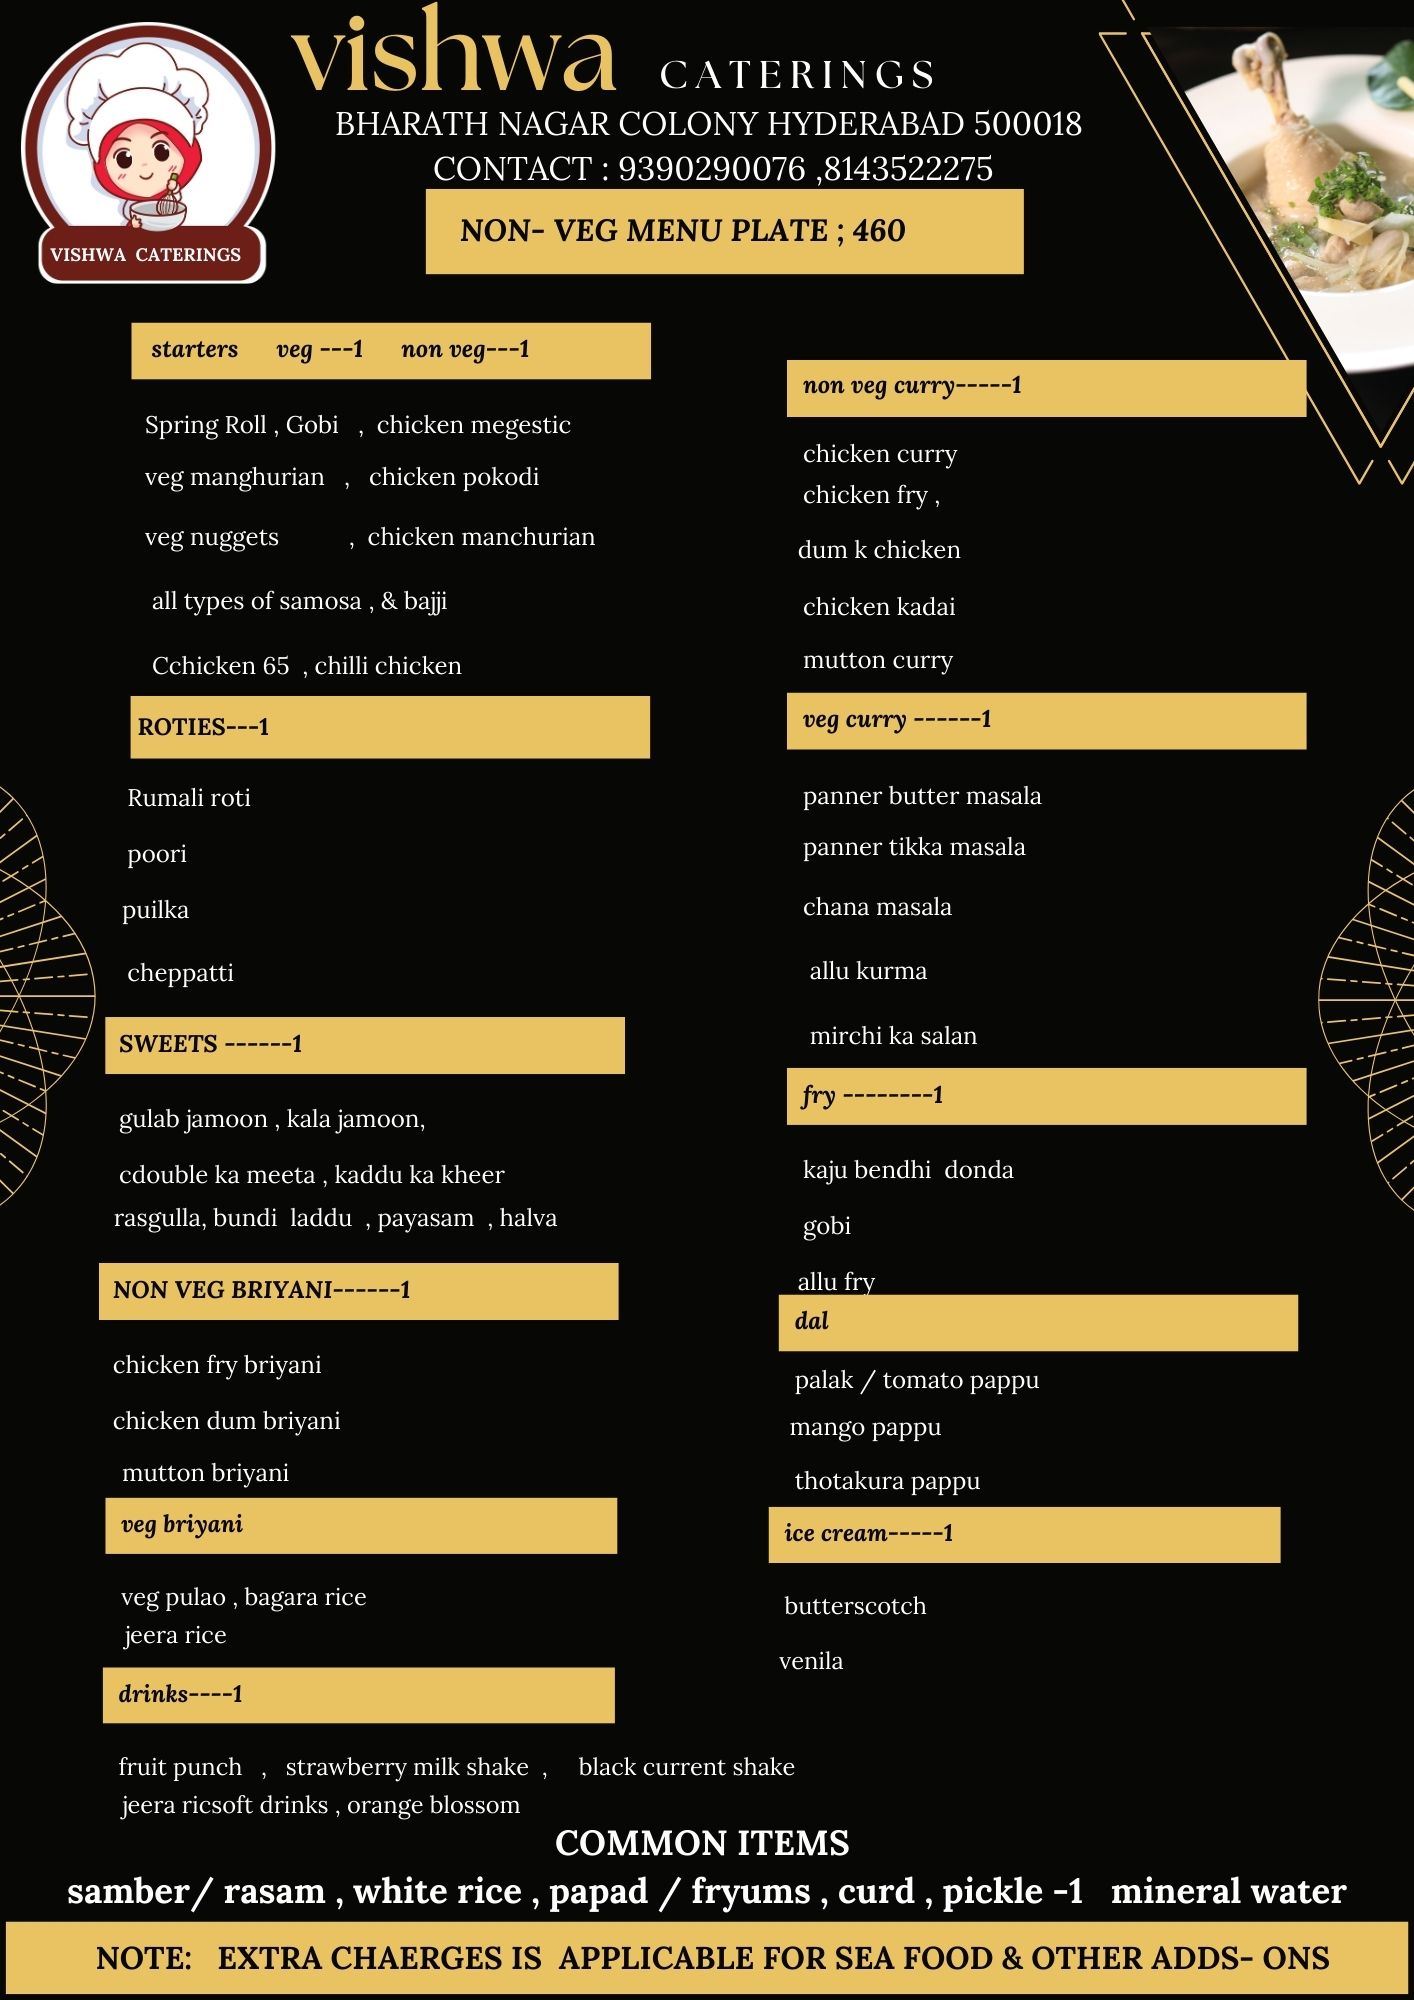 vishwa CATERINGS
BHARATH NAGAR COLONY HYDERABAD 500018
CONTACT : 9390290076 ,8143522275
VISHWA CATERINGS
NON- VEG MENU PLATE ; 460
starters veg ---1 non veg---1
Spring Roll , Gobi , chicken megestic
veg manghurian , chicken pokodi
veg nuggets , chicken manchurian
all types of samosa , & bajji
Cchicken 65 , chilli chicken
ROTIES---1
Rumali roti
poori
puilka
cheppatti
SWEETS ------1
gulab jamoon , kala jamoon,
cdouble ka meeta , kaddu ka kheer
rasgulla, bundi laddu , payasam , halva
NON VEG BRIYANI------1
chicken fry briyani
chicken dum briyani
mutton briyani
veg briyani
veg pulao , bagara rice
jeera rice
drinks----1
fruit punch , strawberry milk shake , black current shake
jeera ricsoft drinks , orange blossom
non veg curry-----1
chicken curry
chicken fry ,
dum k chicken
chicken kadai
mutton curry
veg curry ------1
panner butter masala
panner tikka masala
chana masala
allu kurma
mirchi ka salan
fry --------1
kaju bendhi donda
gobi
allu fry
dal
palak / tomato pappu
mango pappu
thotakura pappu
ice cream-----1
butterscotch
venila
COMMON ITEMS
samber/ rasam , white rice , papad / fryums , curd , pickle -1 mineral water
NOTE: EXTRA CHAERGES IS APPLICABLE FOR SEA FOOD & OTHER ADDS- ONS